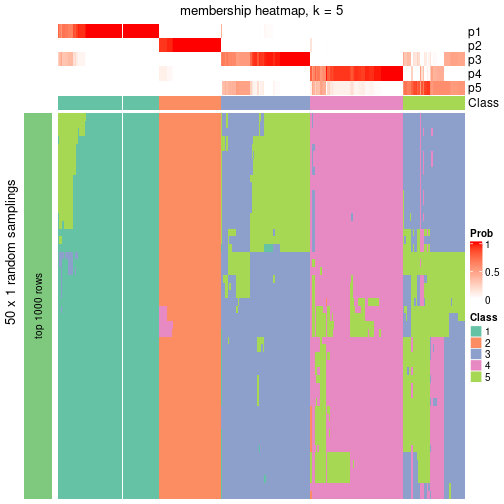 membership heatmap, k = 5
p1
p2
p3
p4
p5
Class
50 x 1 random samplings
top 1000 rows
Prob
1
0.5
0
Class
1
2
3
4
5